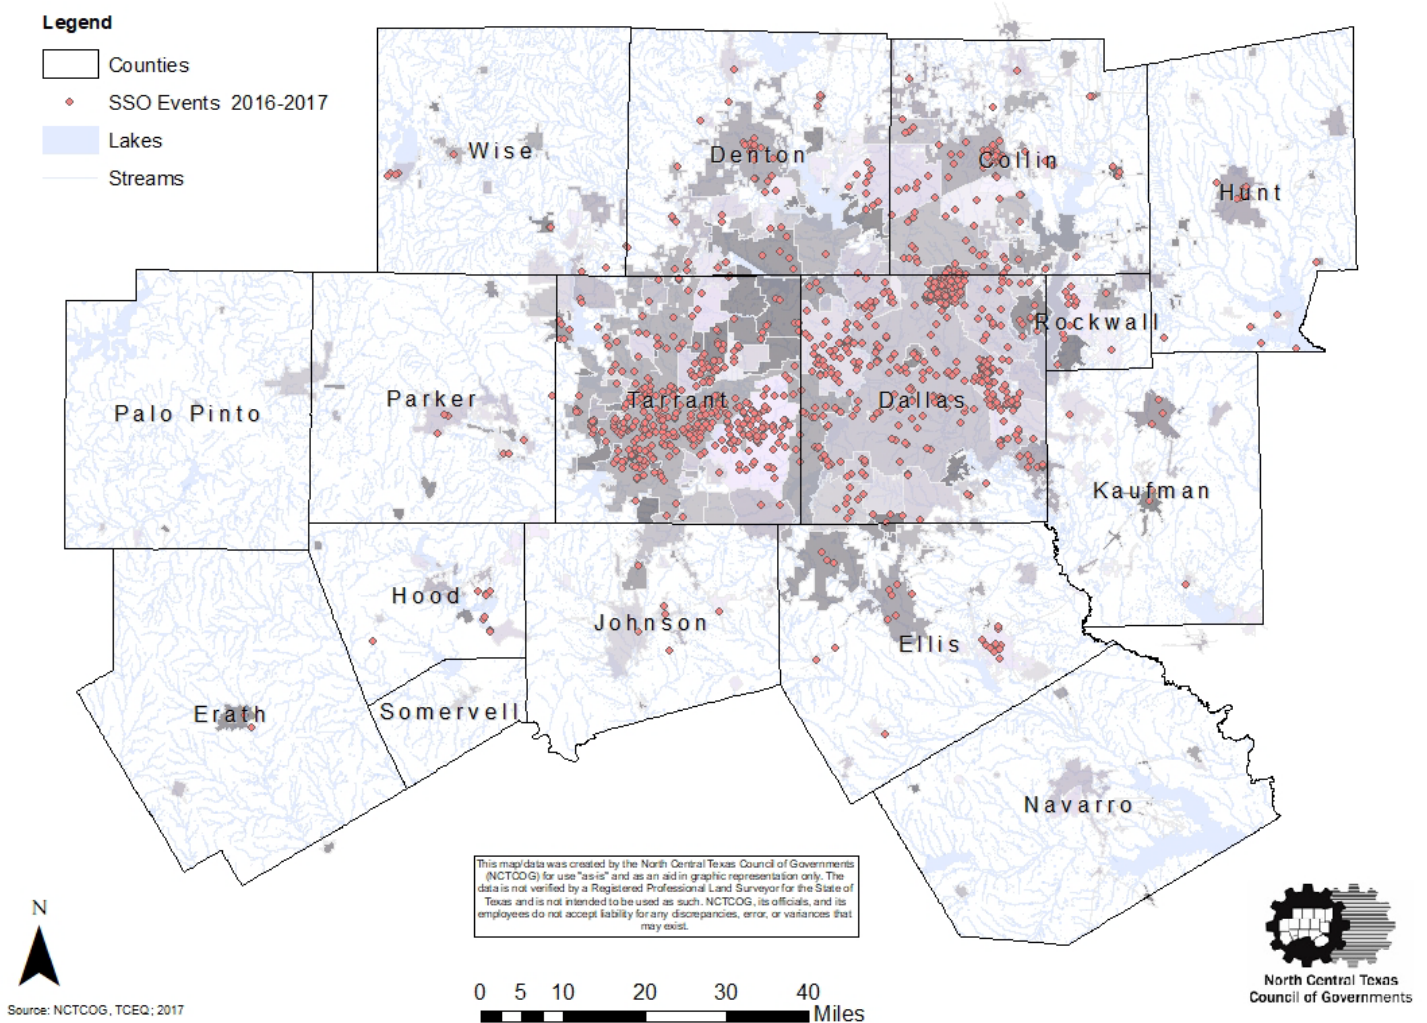 Legend
Counties
SSO Events 2016-2017
Lakes
Streams
Wise
Denton
Collin
Hunt
Palo Pinto
Parker
Tarrant
Dallas
Rockwall
Kaufman
Hood
Johnson
Ellis
Erath
Somervell
Navarro
This map/data was created by the North Central Texas Council of Governments
(NCTCOG) for use "as-is" and as an aid in graphic representation only. The
data is not verified by a Registered Professional Land Surveyor for the State of
Texas and is not intended to be used as such. NCTCOG, its officials, and its
employees do not accept liability for any discrepancies, error, or variances that
may exist.
N
Source: NCTCOG, TCEQ; 2017
0 5 10 20 30 40
Miles
North Central Texas
Council of Governments